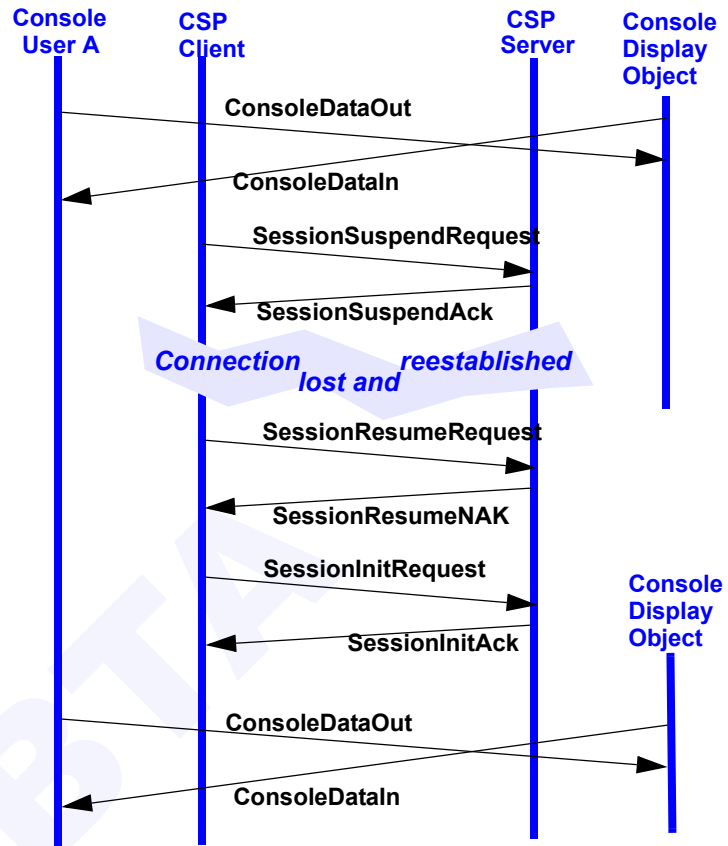 Console
User A
CSP
Client
CSP
Server
Console
Display
Object
ConsoleDataOut
ConsoleDataIn
SessionSuspendRequest
SessionSuspendAck
Connection lost and reestablished
SessionResumeRequest
SessionResumeNAK
SessionInitRequest
SessionInitAck
Console
Display
Object
ConsoleDataOut
ConsoleDataIn
BTA